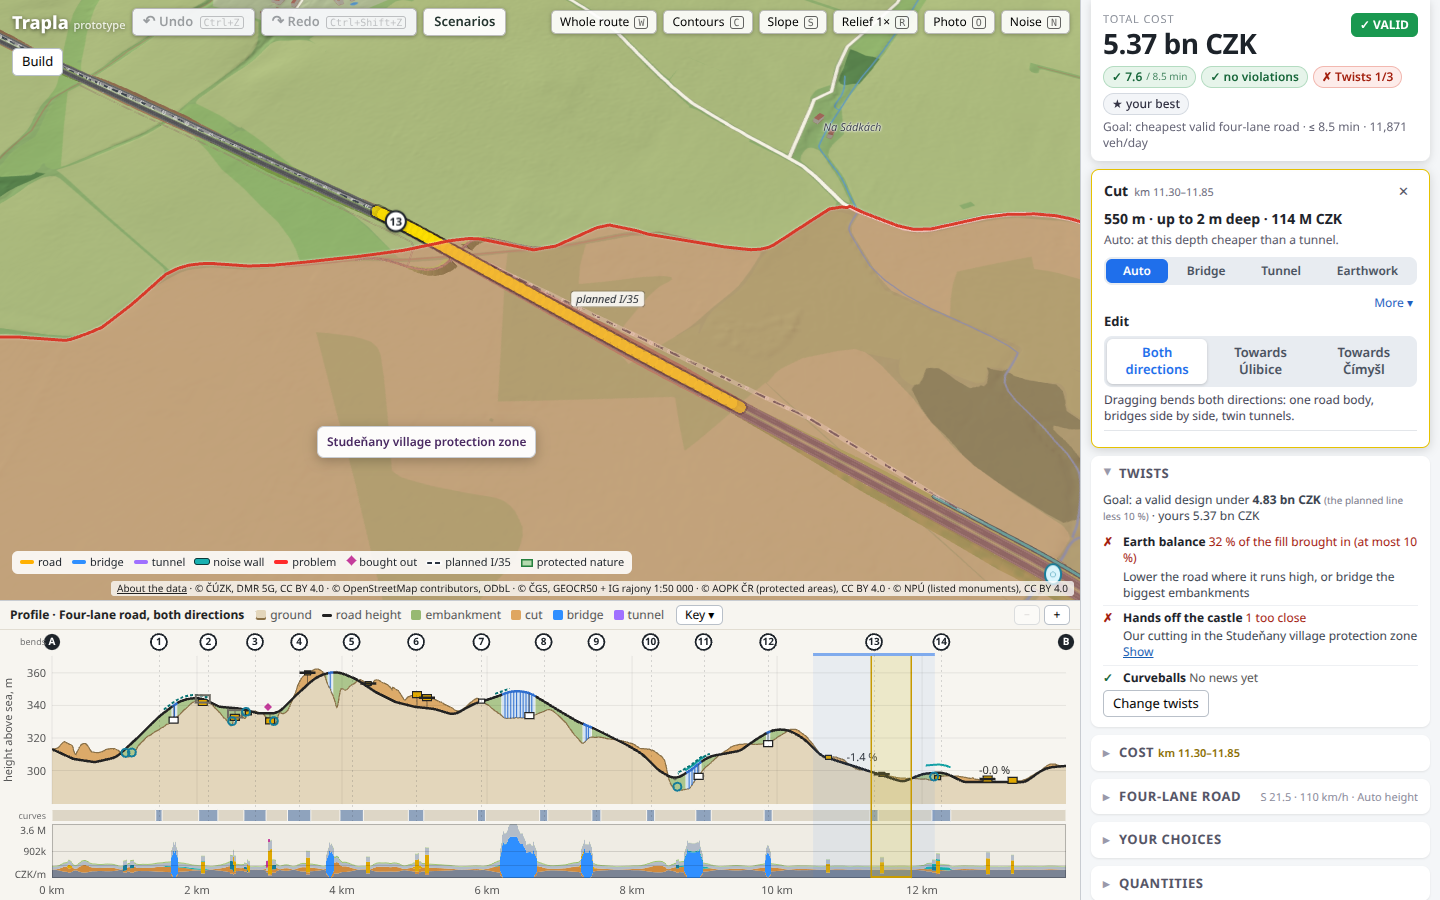 Trapla prototype
↶ Undo Ctrl+Z
↷ Redo Ctrl+Shift+Z
Scenarios
Whole route W
Contours C
Slope S
Relief 1× R
Photo O
Noise N
Build
Na Sádkách
13
planned I/35
Studeňany village protection zone
road bridge tunnel noise wall problem bought out planned I/35 protected nature
About the data · © ČÚZK, DMR 5G, CC BY 4.0 · © OpenStreetMap contributors, ODbL · © ČGS, GEOCR50 + IG rajony 1:50 000 · © AOPK ČR (protected areas), CC BY 4.0 · © NPÚ (listed monuments), CC BY 4.0
Profile · Four-lane road, both directions
ground road height embankment cut bridge tunnel
Key ▾
− +
bends A 1 2 3 4 5 6 7 8 9 10 11 12 13 14 B
height above sea, m
360
340
320
300
-1.4 %
-0.0 %
curves
3.6 M
902k
CZK/m
0 km 2 km 4 km 6 km 8 km 10 km 12 km
TOTAL COST
5.37 bn CZK
✓ VALID
✓ 7.6 / 8.5 min
✓ no violations
✗ Twists 1/3
★ your best
Goal: cheapest valid four-lane road · ≤ 8.5 min · 11,871
veh/day
Cut km 11.30–11.85 ✕
550 m · up to 2 m deep · 114 M CZK
Auto: at this depth cheaper than a tunnel.
Auto Bridge Tunnel Earthwork
More ▾
Edit
Both directions
Towards Úlibice
Towards Čímyšl
Dragging bends both directions: one road body,
bridges side by side, twin tunnels.
▼ TWISTS
Goal: a valid design under 4.83 bn CZK (the planned line
less 10 %) · yours 5.37 bn CZK
✗ Earth balance 32 % of the fill brought in (at most 10
%)
Lower the road where it runs high, or bridge the
biggest embankments
✗ Hands off the castle 1 too close
Our cutting in the Studeňany village protection zone
Show
✓ Curveballs No news yet
Change twists
▶ COST km 11.30–11.85
▶ FOUR-LANE ROAD S 21.5 · 110 km/h · Auto height
▶ YOUR CHOICES
▶ QUANTITIES